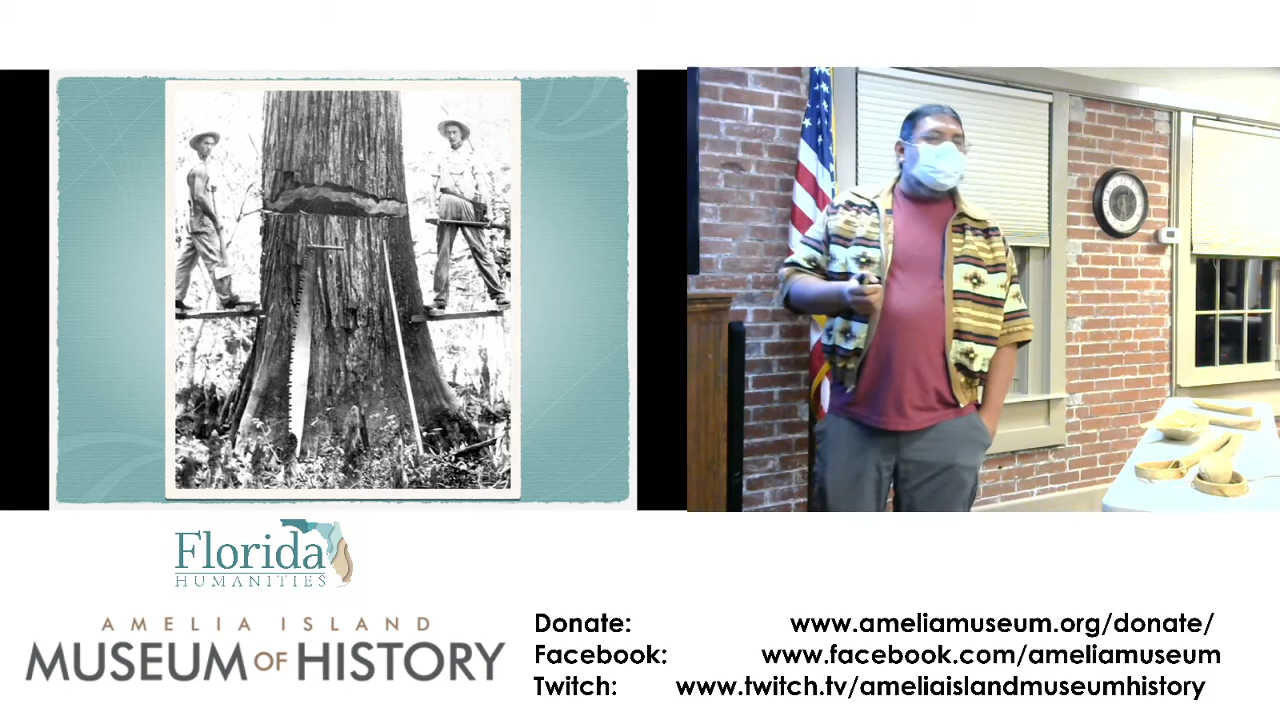 Florida
HUMANITIES
AMELIA ISLAND
MUSEUM OF HISTORY
Donate: www.ameliamuseum.org/donate/
Facebook: www.facebook.com/ameliamuseum
Twitch: www.twitch.tv/ameliaislandmuseumhistory